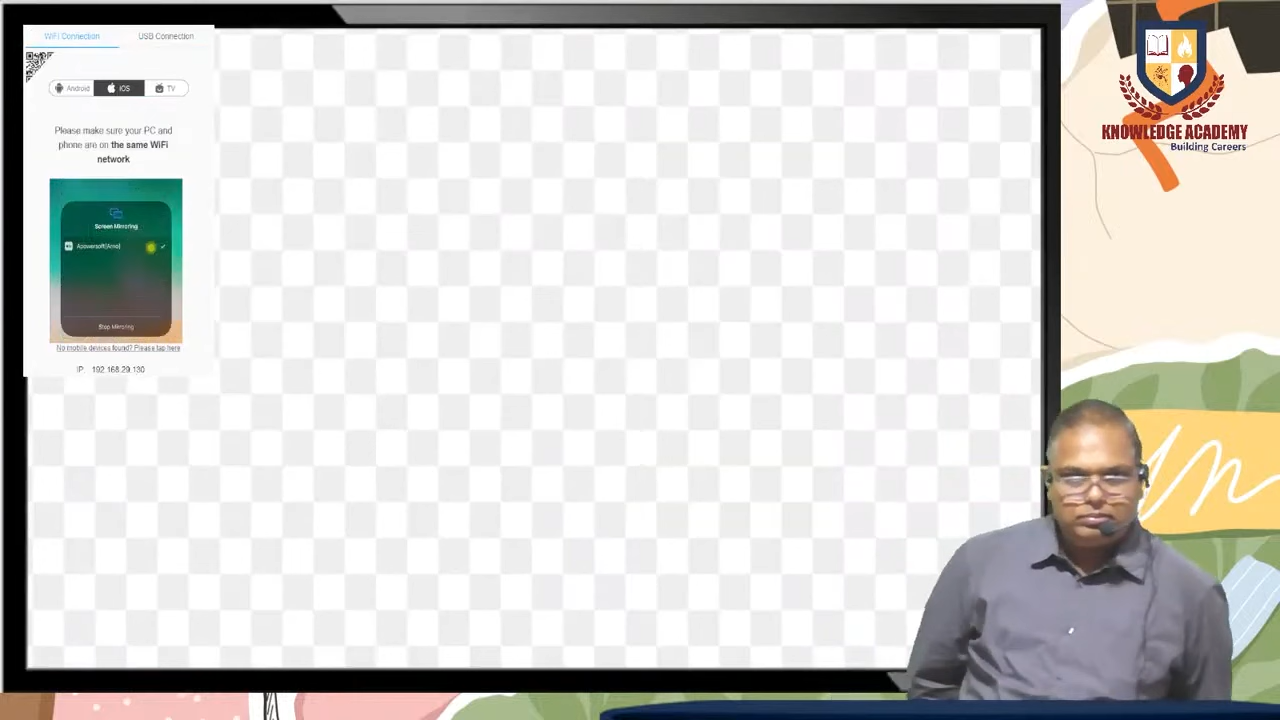 WiFi Connection
USB Connection
Android
iOS
TV
Please make sure your PC and
phone are on the same WiFi
network
Screen Mirroring
Apowersoft[Amol]
Stop Mirroring
No mobile devices found? Please tap here
IP: 192.168.29.130
KNOWLEDGE ACADEMY
Building Careers